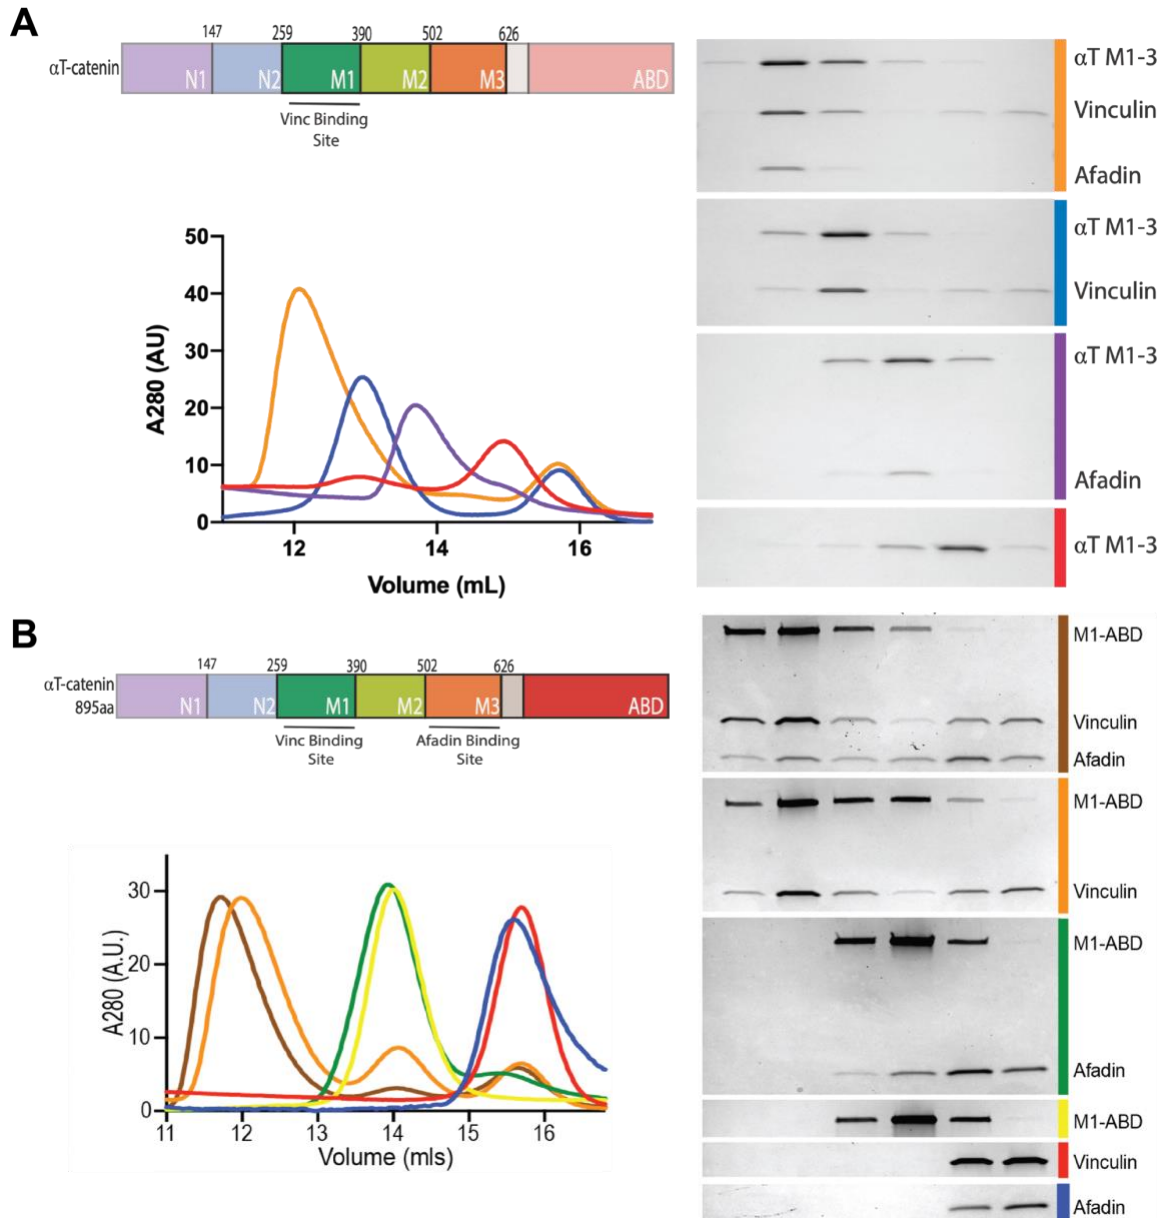 A
147 259 390 502 626
αT-catenin N1 N2 M1 M2 M3 ABD
Vinc Binding
Site
50
40
30
20
10
0
A280 (AU)
12 14 16
Volume (mL)
αT M1-3
Vinculin
Afadin
αT M1-3
Vinculin
αT M1-3
Afadin
αT M1-3
B
147 259 390 502 626
αT-catenin
895aa N1 N2 M1 M2 M3 ABD
Vinc Binding Afadin Binding
Site Site
30
20
10
0
A280 (A.U.)
11 12 13 14 15 16
Volume (mls)
M1-ABD
Vinculin
Afadin
M1-ABD
Vinculin
M1-ABD
Afadin
M1-ABD
Vinculin
Afadin